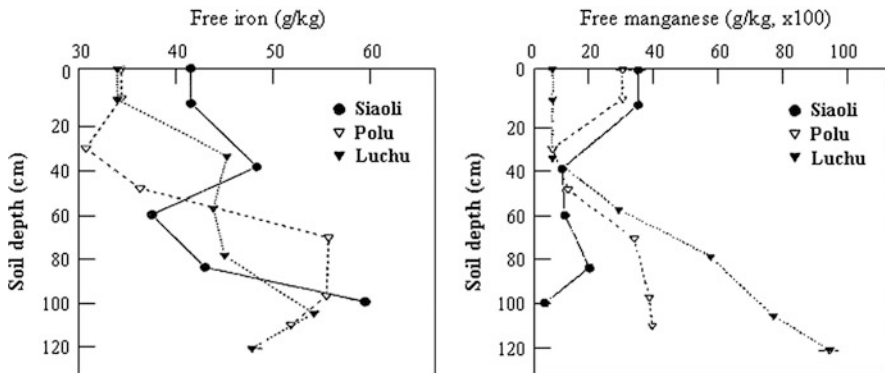 Free iron (g/kg)
30 40 50 60
Soil depth (cm)
0
20
40
60
80
100
120
Siaoli
Polu
Luchu
Free manganese (g/kg, x100)
0 20 40 60 80 100
Soil depth (cm)
0
20
40
60
80
100
120
Siaoli
Polu
Luchu